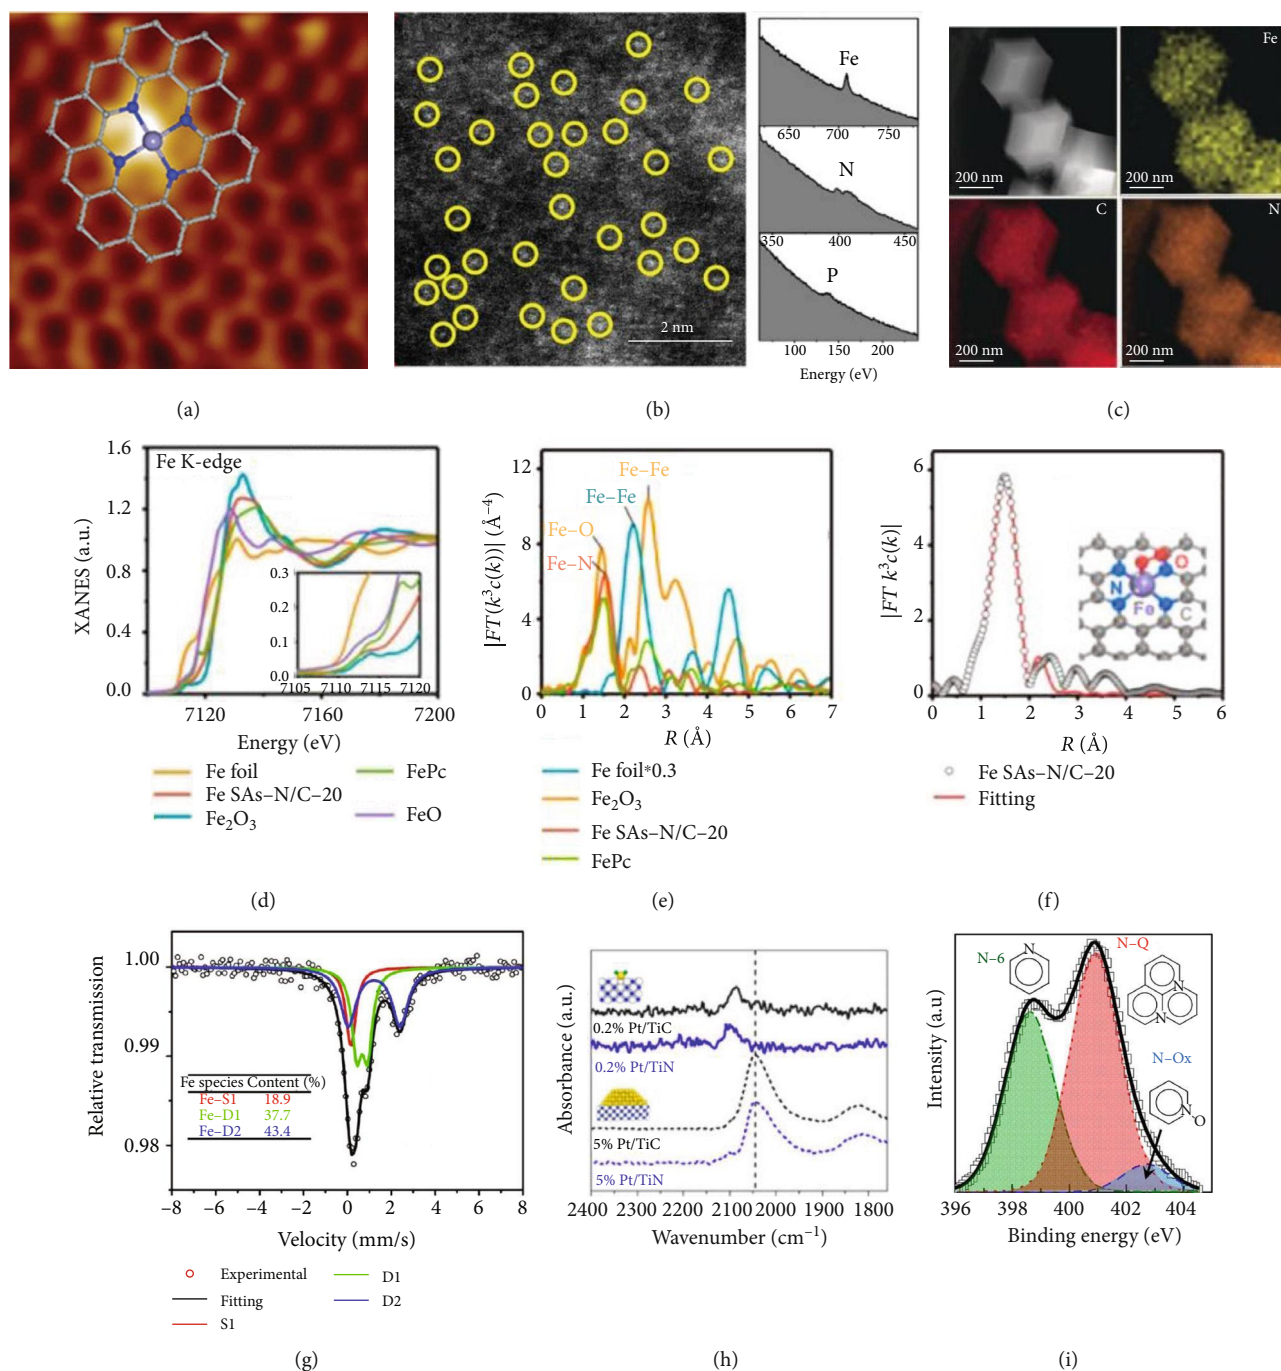 2 nm
Fe
650 700 750
N
340 400 450
P
100 150 200
Energy (eV)
200 nm
Fe
200 nm
C
200 nm
N
200 nm
(a)
(b)
(c)
Fe K-edge
XANES (a.u.)
1.6
1.2
0.8
0.4
0.0
0.3
0.2
0.1
0.0
7105 7110 7115 7120
7120 7160 7200
Energy (eV)
Fe foil
Fe SAs–N/C–20
Fe2O3
FePc
FeO
(d)
|FT(k³c(k))| (Å⁻⁴)
12
8
4
0
Fe–Fe
Fe–Fe
Fe–O
Fe–N
0 1 2 3 4 5 6 7
R (Å)
Fe foil*0.3
Fe2O3
Fe SAs–N/C–20
FePc
(e)
|FT k³c(k)|
6
4
2
0
O
N
Fe
C
0 1 2 3 4 5 6
R (Å)
Fe SAs–N/C–20
Fitting
(f)
Relative transmission
1.00
0.99
0.98
Fe species Content (%)
Fe–S1 18.9
Fe–D1 37.7
Fe–D2 43.4
−8 −6 −4 −2 0 2 4 6 8
Velocity (mm/s)
Experimental
Fitting
S1
D1
D2
(g)
Absorbance (a.u.)
0.2% Pt/TiC
0.2% Pt/TiN
5% Pt/TiC
5% Pt/TiN
2400 2300 2200 2100 2000 1900 1800
Wavenumber (cm⁻¹)
(h)
Intensity (a.u)
N–6
N
N–Q
N
N
N–Ox
N
O
396 398 400 402 404
Binding energy (eV)
(i)